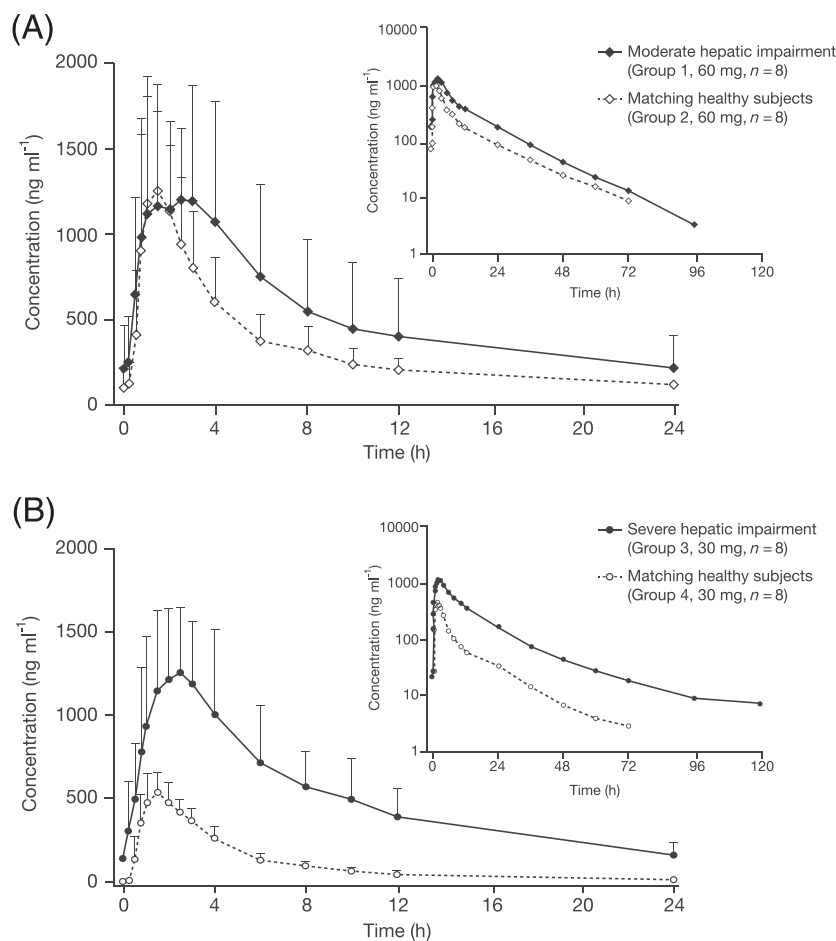 (A)
2000
1500
1000
500
0
Concentration (ng ml⁻¹)
0 4 8 12 16 20 24
Time (h)
10000
1000
100
10
1
Concentration (ng ml⁻¹)
0 24 48 72 96 120
Time (h)
Moderate hepatic impairment
(Group 1, 60 mg, n = 8)
Matching healthy subjects
(Group 2, 60 mg, n = 8)
(B)
2000
1500
1000
500
0
Concentration (ng ml⁻¹)
0 4 8 12 16 20 24
Time (h)
10000
1000
100
10
1
Concentration (ng ml⁻¹)
0 24 48 72 96 120
Time (h)
Severe hepatic impairment
(Group 3, 30 mg, n = 8)
Matching healthy subjects
(Group 4, 30 mg, n = 8)